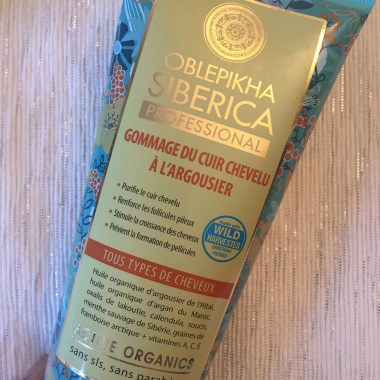 OBLEPIKHA
SIBERICA
PROFESSIONAL
GOMMAGE DU CUIR CHEVELU
À L'ARGOUSIER
• Purifie le cuir chevelu
• Renforce les follicules pileux
• Stimule la croissance des cheveux
• Prévient la formation de pellicules
WILD
HARVESTED
TOUS TYPES DE CHEVEUX
Huile organique d'argousier de l'Altaï,
huile organique d'argan du Maroc,
oxalis de Iakoutie, calendula, soucis,
menthe sauvage de Sibérie, graines de
framboise arctique + vitamines A, C, E
ACTIVE ORGANICS
sans sls, sans parab